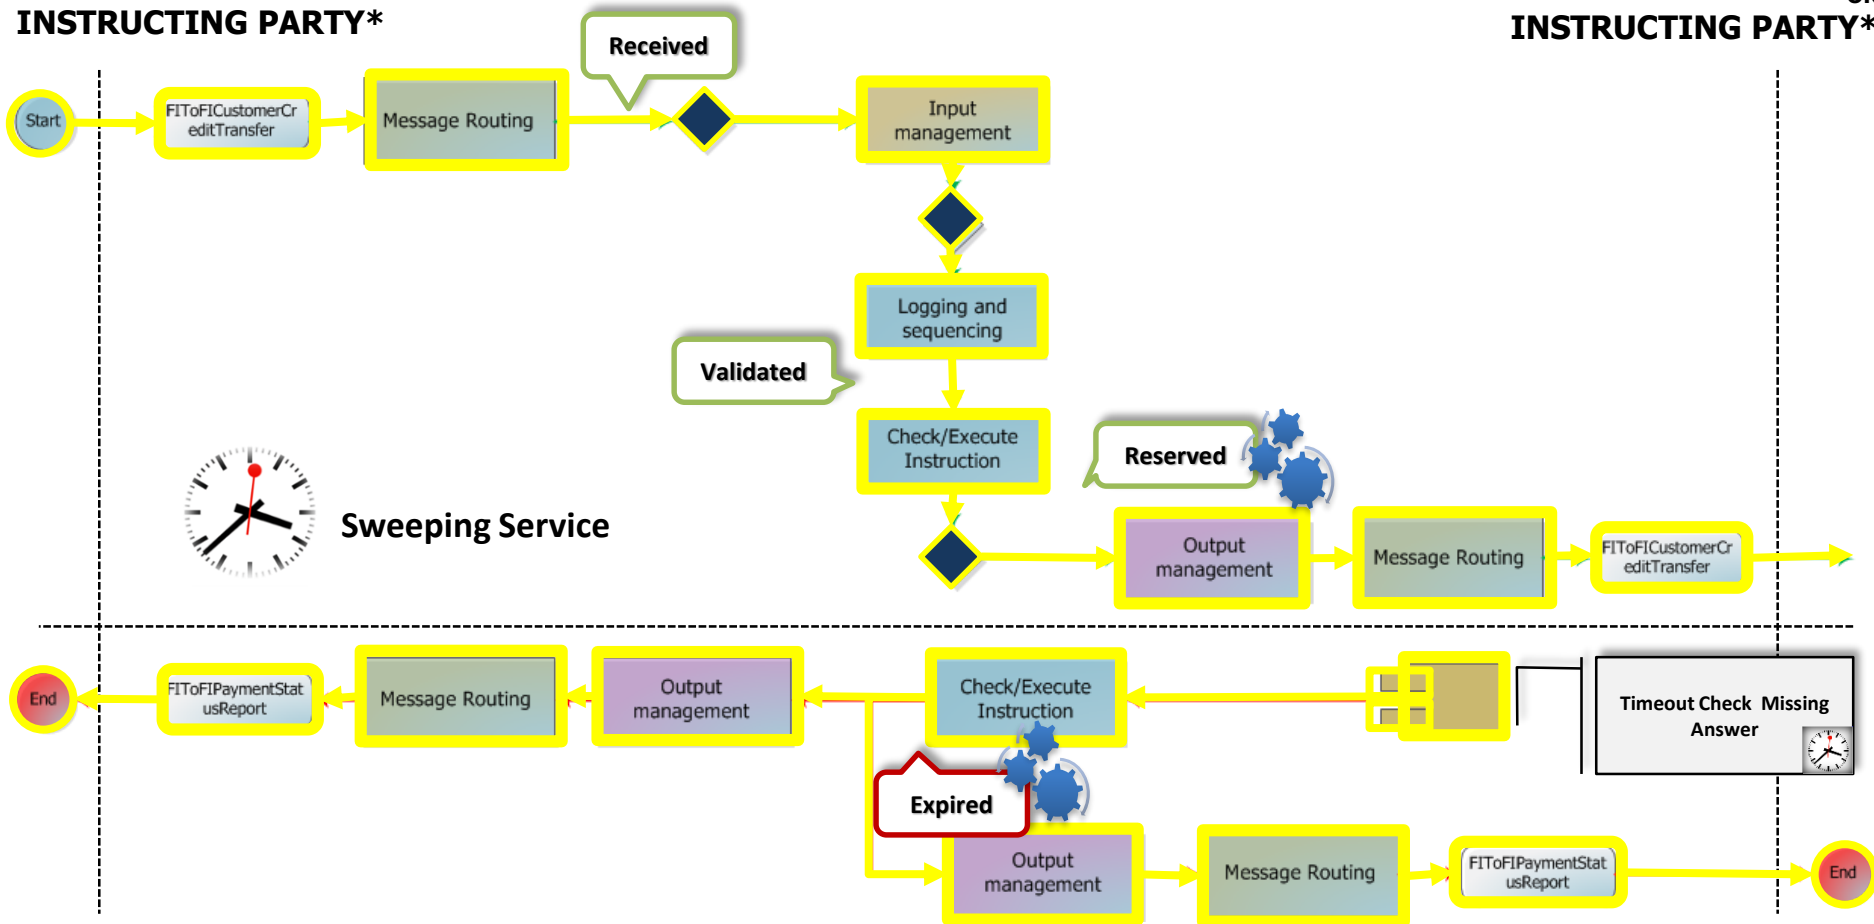 INSTRUCTING PARTY*
INSTRUCTING PARTY*
Received
Start
FIToFICustomerCr
editTransfer
Message Routing
Input
management
Logging and
sequencing
Validated
Check/Execute
Instruction
Reserved
Sweeping Service
Output
management
Message Routing
FIToFICustomerCr
editTransfer
End
FIToFIPaymentStat
usReport
Message Routing
Output
management
Check/Execute
Instruction
Timeout Check Missing
Answer
Expired
Output
management
Message Routing
FIToFIPaymentStat
usReport
End